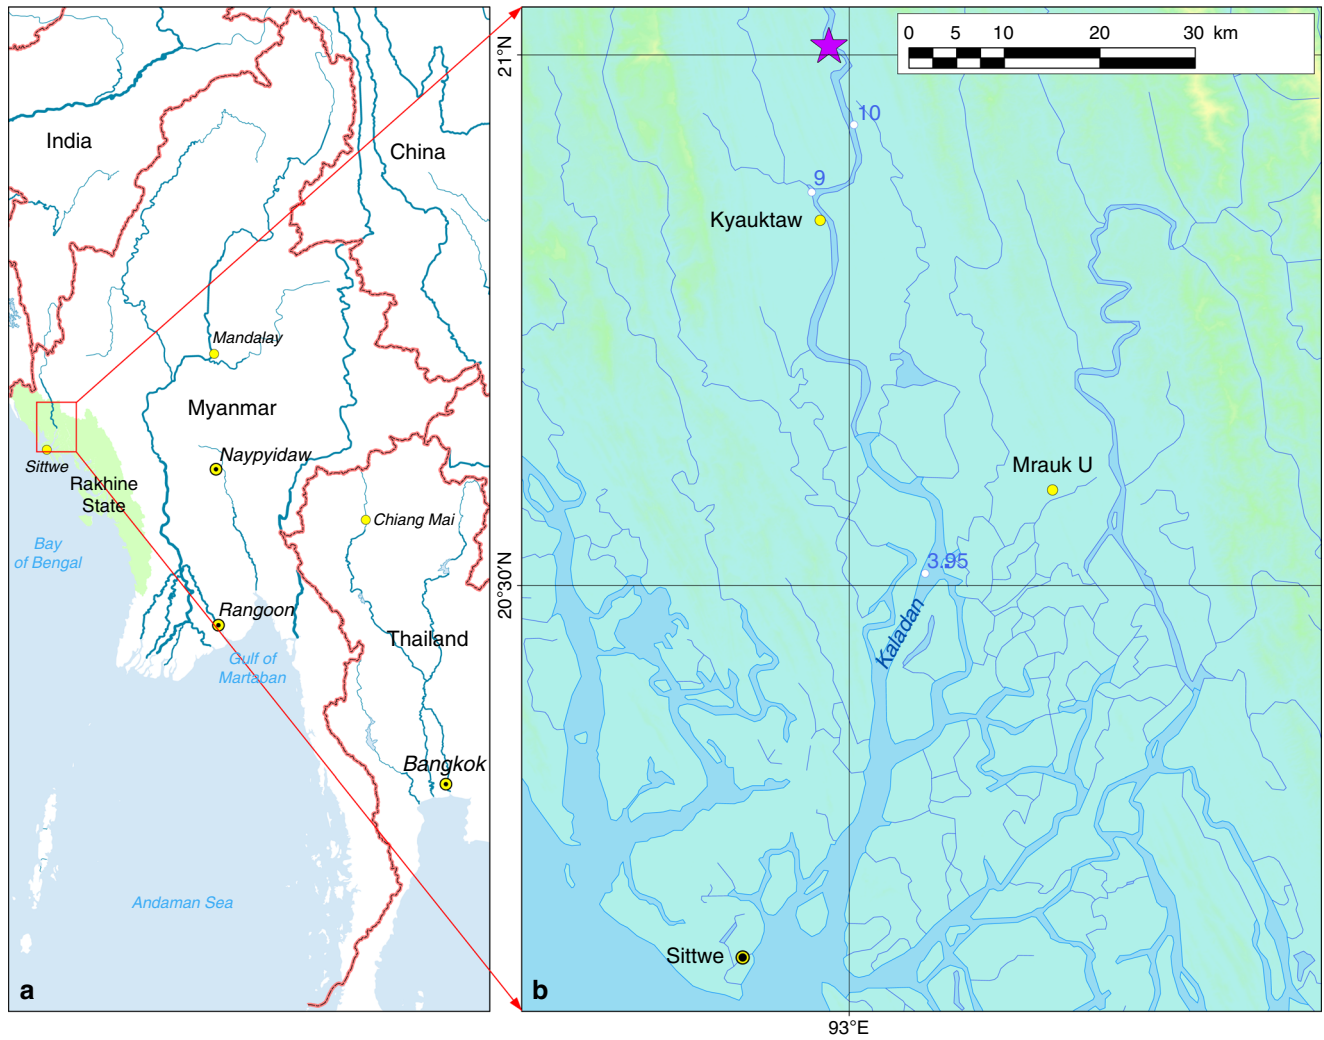 India
China
Mandalay
Myanmar
Naypyidaw
Sittwe
Rakhine
State
Chiang Mai
Bay
of Bengal
Rangoon
Thailand
Gulf of
Martaban
Bangkok
Andaman Sea
a
0 5 10 20 30 km
21°N
10
9
Kyauktaw
Mrauk U
3.95
20°30N
Kaladan
Sittwe
b
93°E